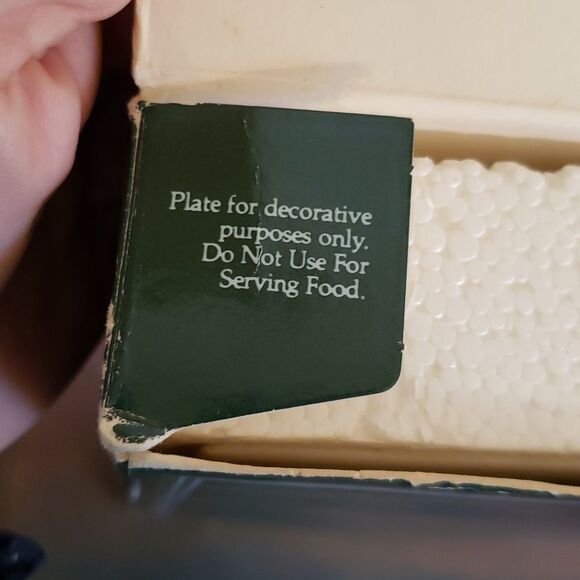 Plate for decorative
purposes only.
Do Not Use For
Serving Food.